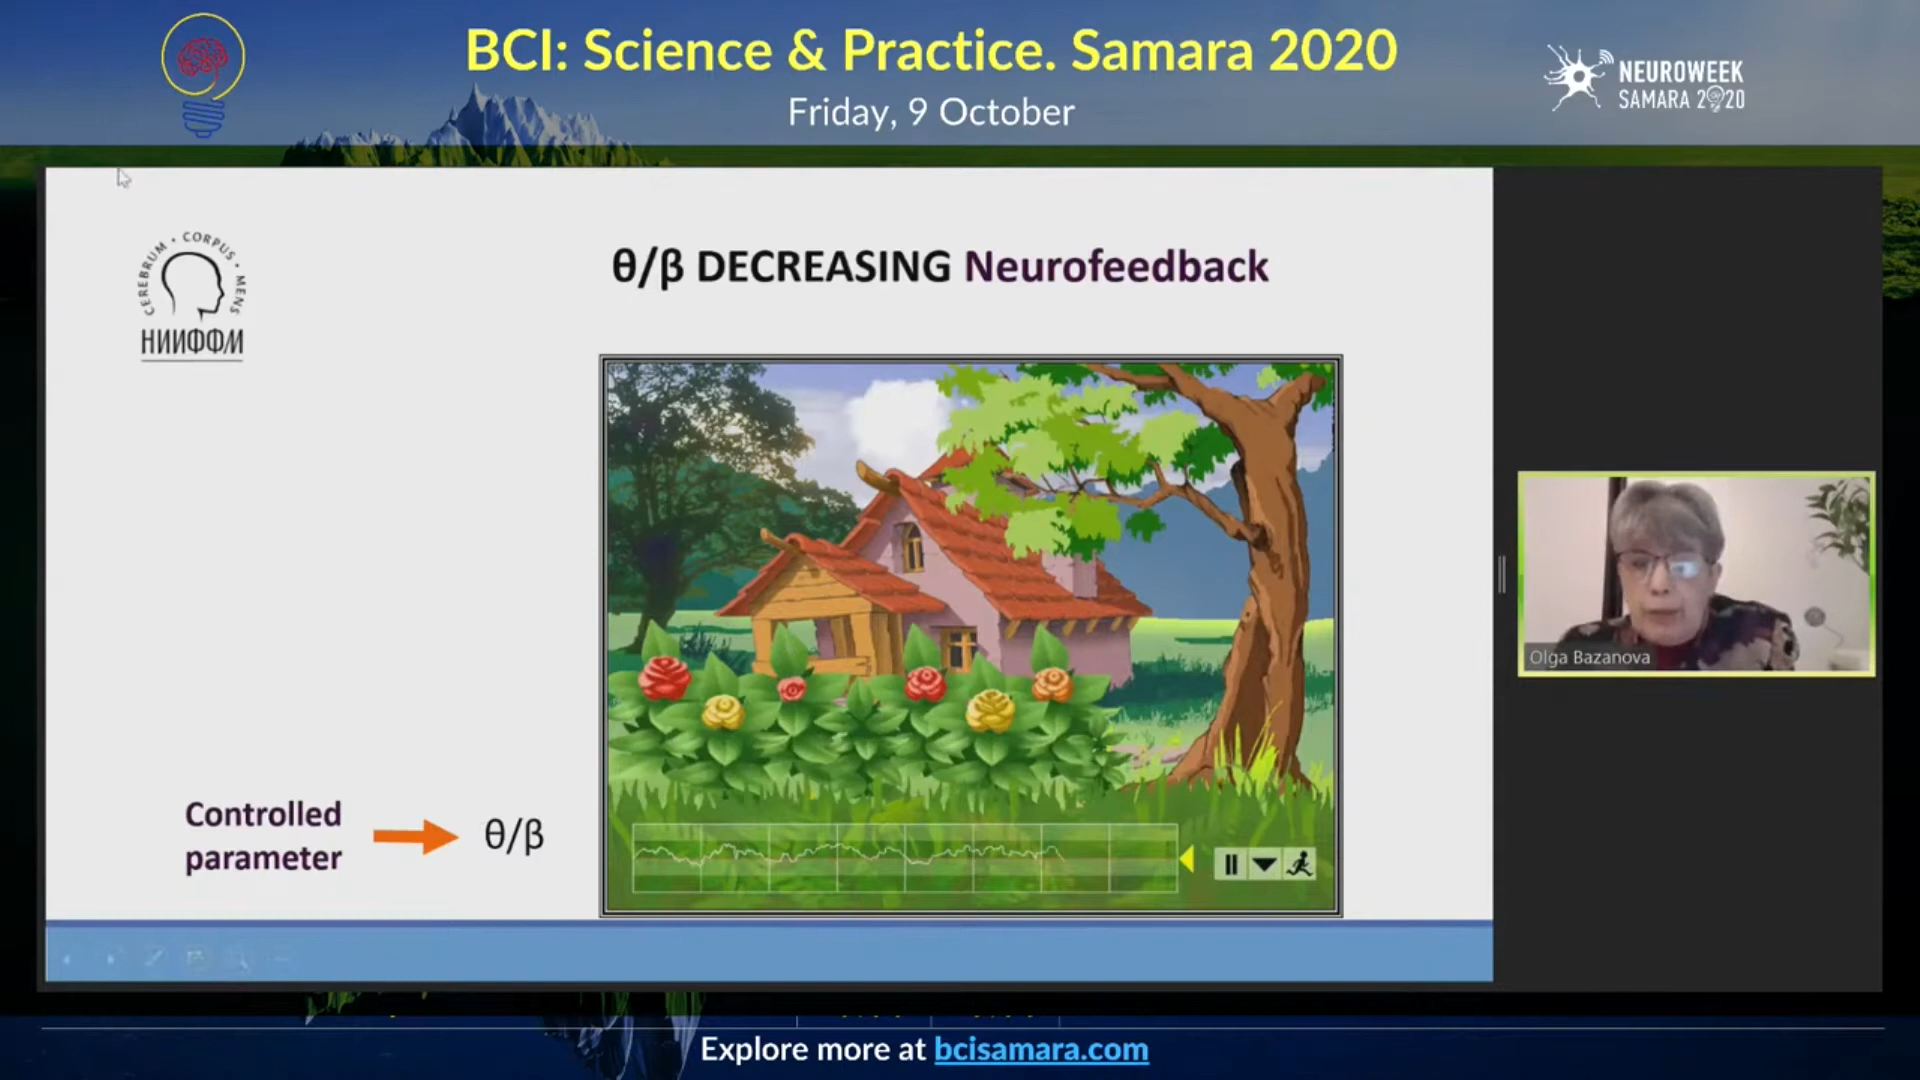 BCI: Science & Practice. Samara 2020
Friday, 9 October
NEUROWEEK
SAMARA 2020
CEREBRUM • CORPUS • MENS
НИИФФМ
θ/β DECREASING Neurofeedback
Controlled
parameter
θ/β
Olga Bazanova
Explore more at bcisamara.com